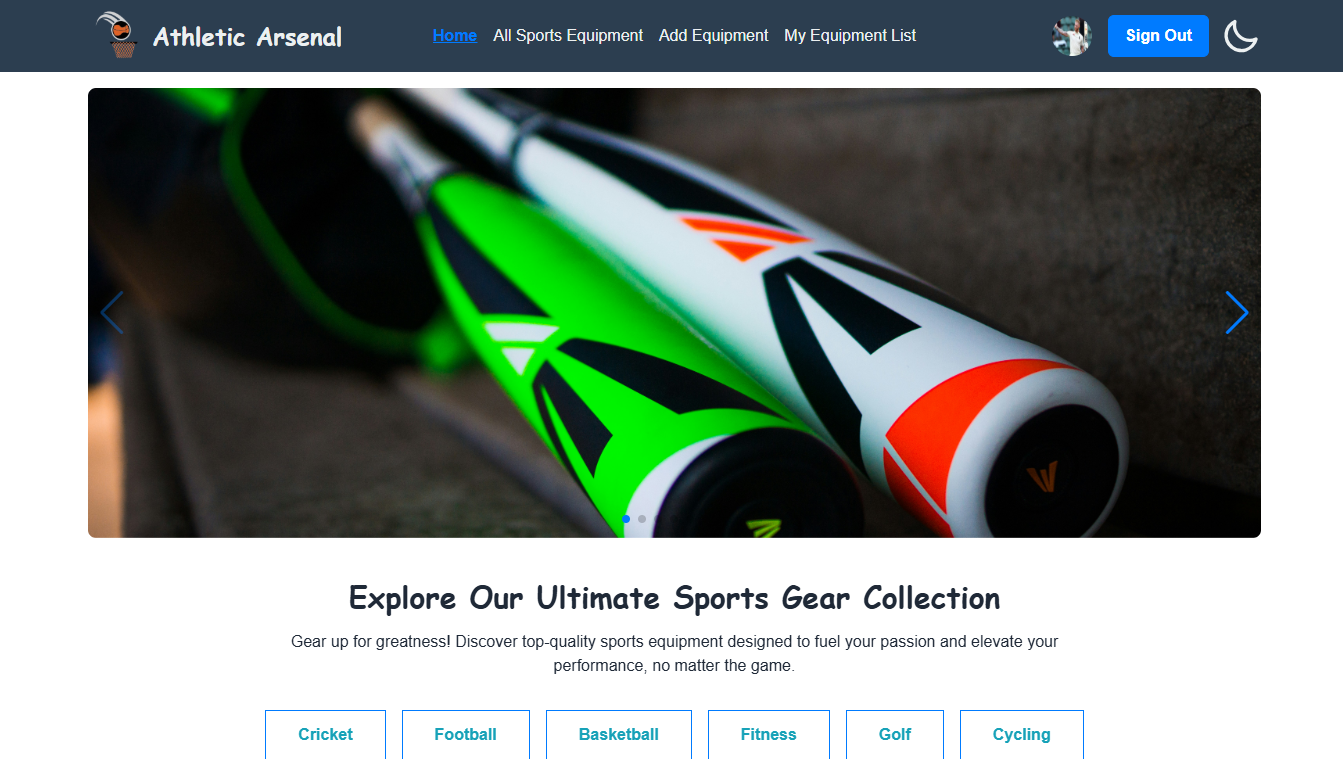 Athletic Arsenal
Home
All Sports Equipment
Add Equipment
My Equipment List
Sign Out
Explore Our Ultimate Sports Gear Collection
Gear up for greatness! Discover top-quality sports equipment designed to fuel your passion and elevate your
performance, no matter the game.
Cricket
Football
Basketball
Fitness
Golf
Cycling